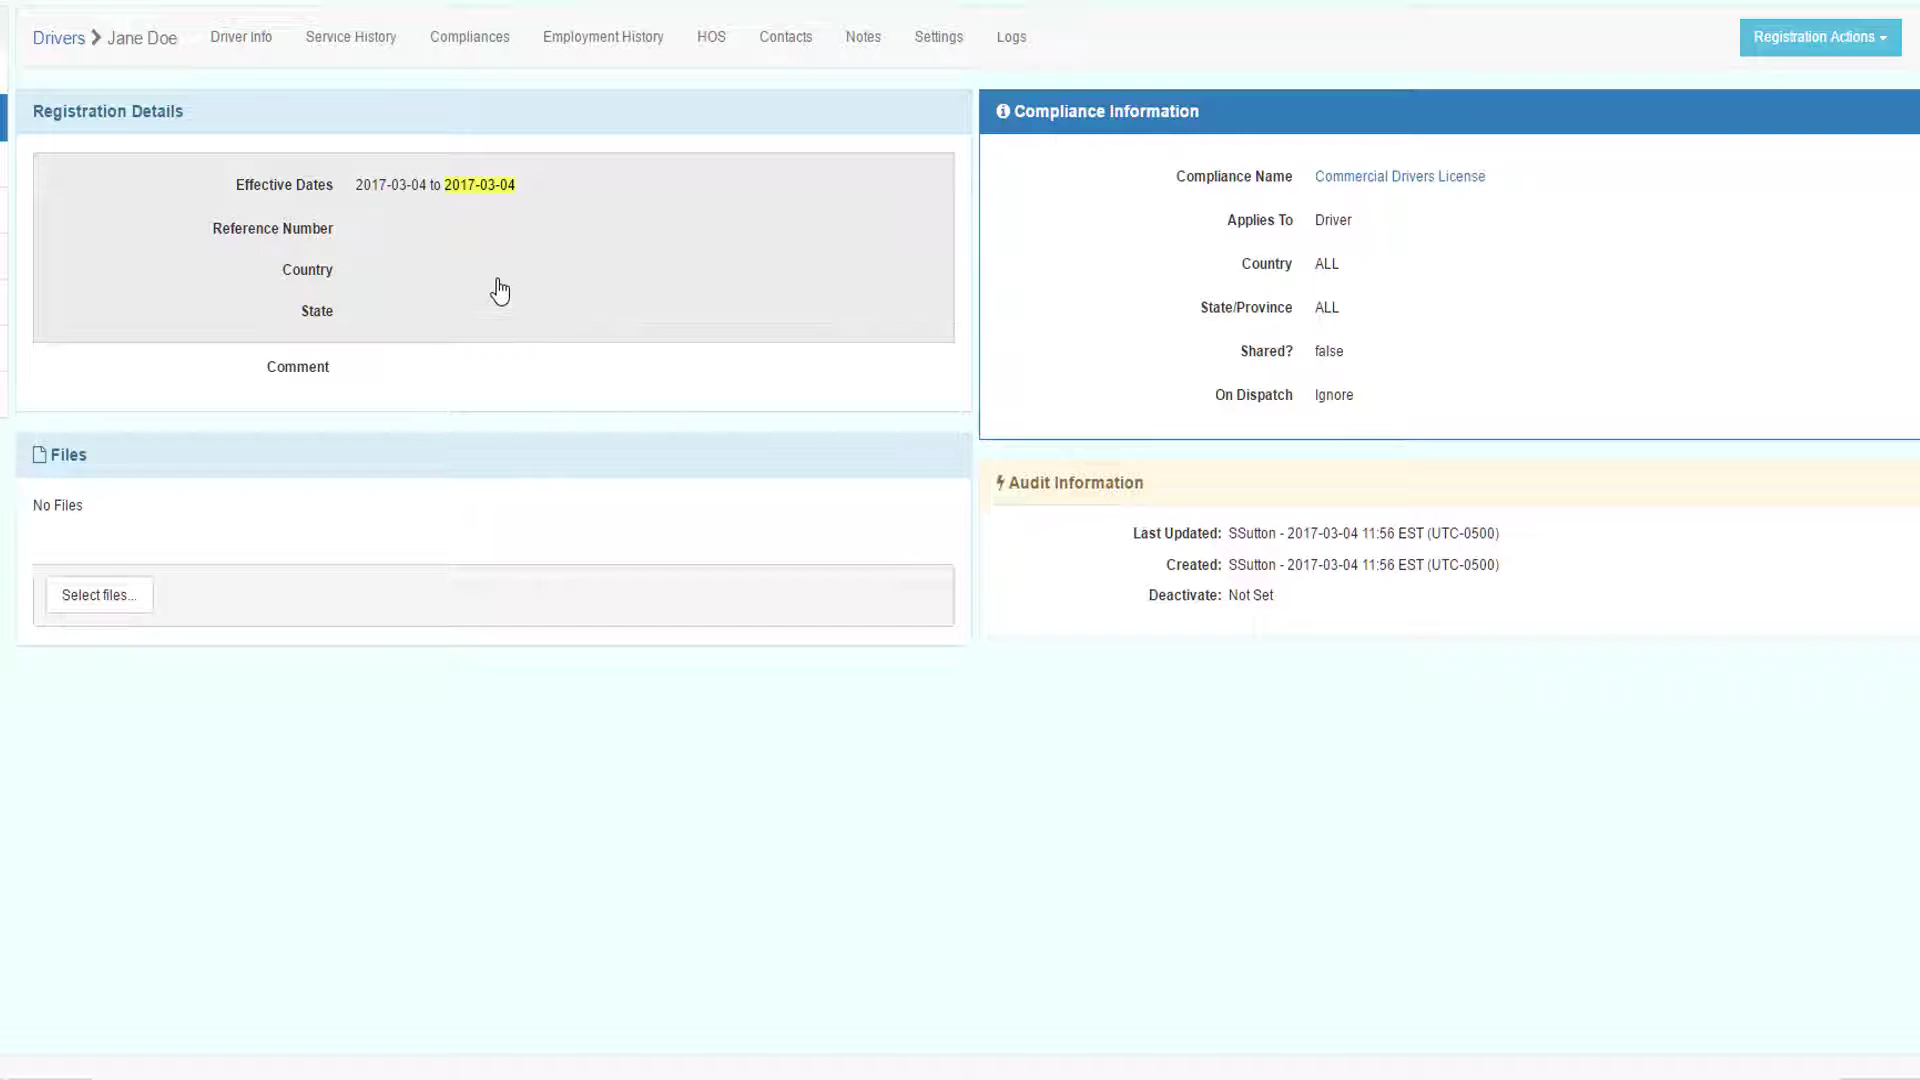 Drivers Jane Doe Driver Info Service History Compliances Employment History HOS Contacts Notes Settings Logs Registration Actions
Registration Details
Effective Dates 2017-03-04 to 2017-03-04
Reference Number
Country
State
Comment
Files
No Files
Select files...
Compliance Information
Compliance Name Commercial Drivers License
Applies To Driver
Country ALL
State/Province ALL
Shared? false
On Dispatch Ignore
Audit Information
Last Updated: SSutton - 2017-03-04 11:56 EST (UTC-0500)
Created: SSutton - 2017-03-04 11:56 EST (UTC-0500)
Deactivate: Not Set